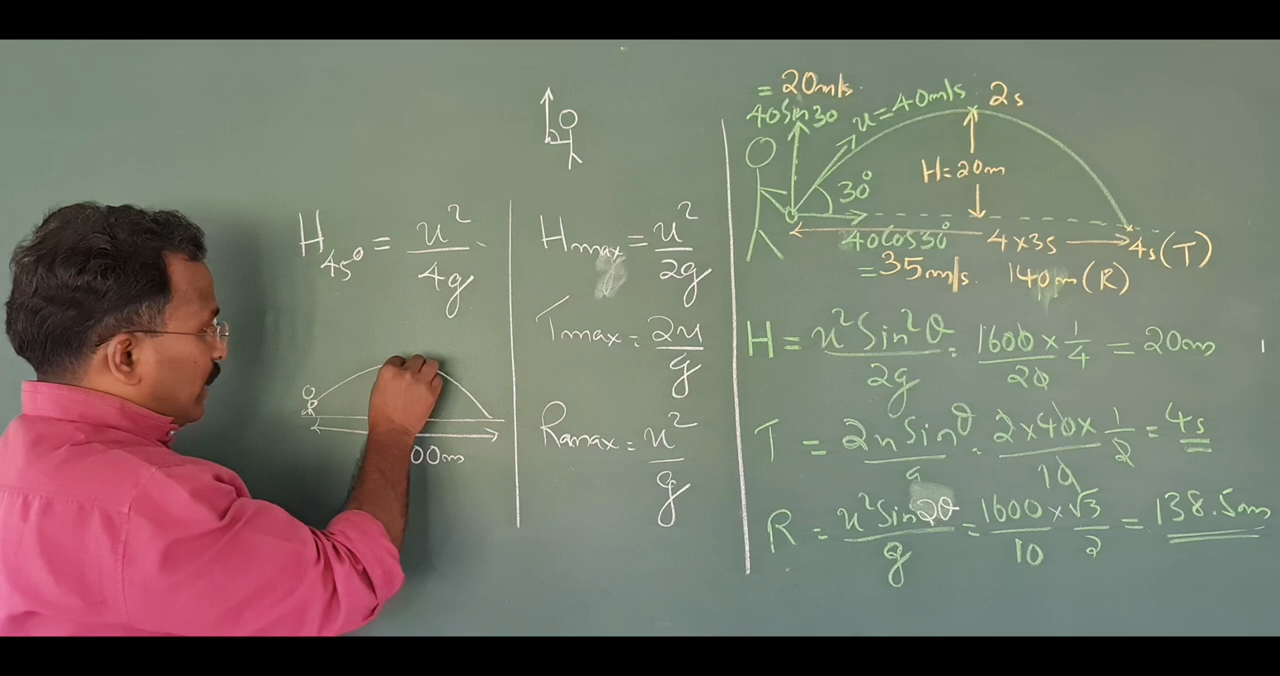 H45° = u²/4g
00m
Hmax = u²/2g
Tmax = 2u/g
Rmax = u²/g
= 20m/s
40Sin30
u = 40m/s
2s
H=20m
30°
40Cos30°
= 35m/s.
4x3s
4s(T)
140m(R)
H = u²Sin²θ/2g = 1600 x 1/4 / 20 = 20m
T = 2uSinθ/g = 2x40x 1/2 / 10 = 4s
R = u²Sin2θ/g = 1600 x √3 / 10 2 = 138.5m